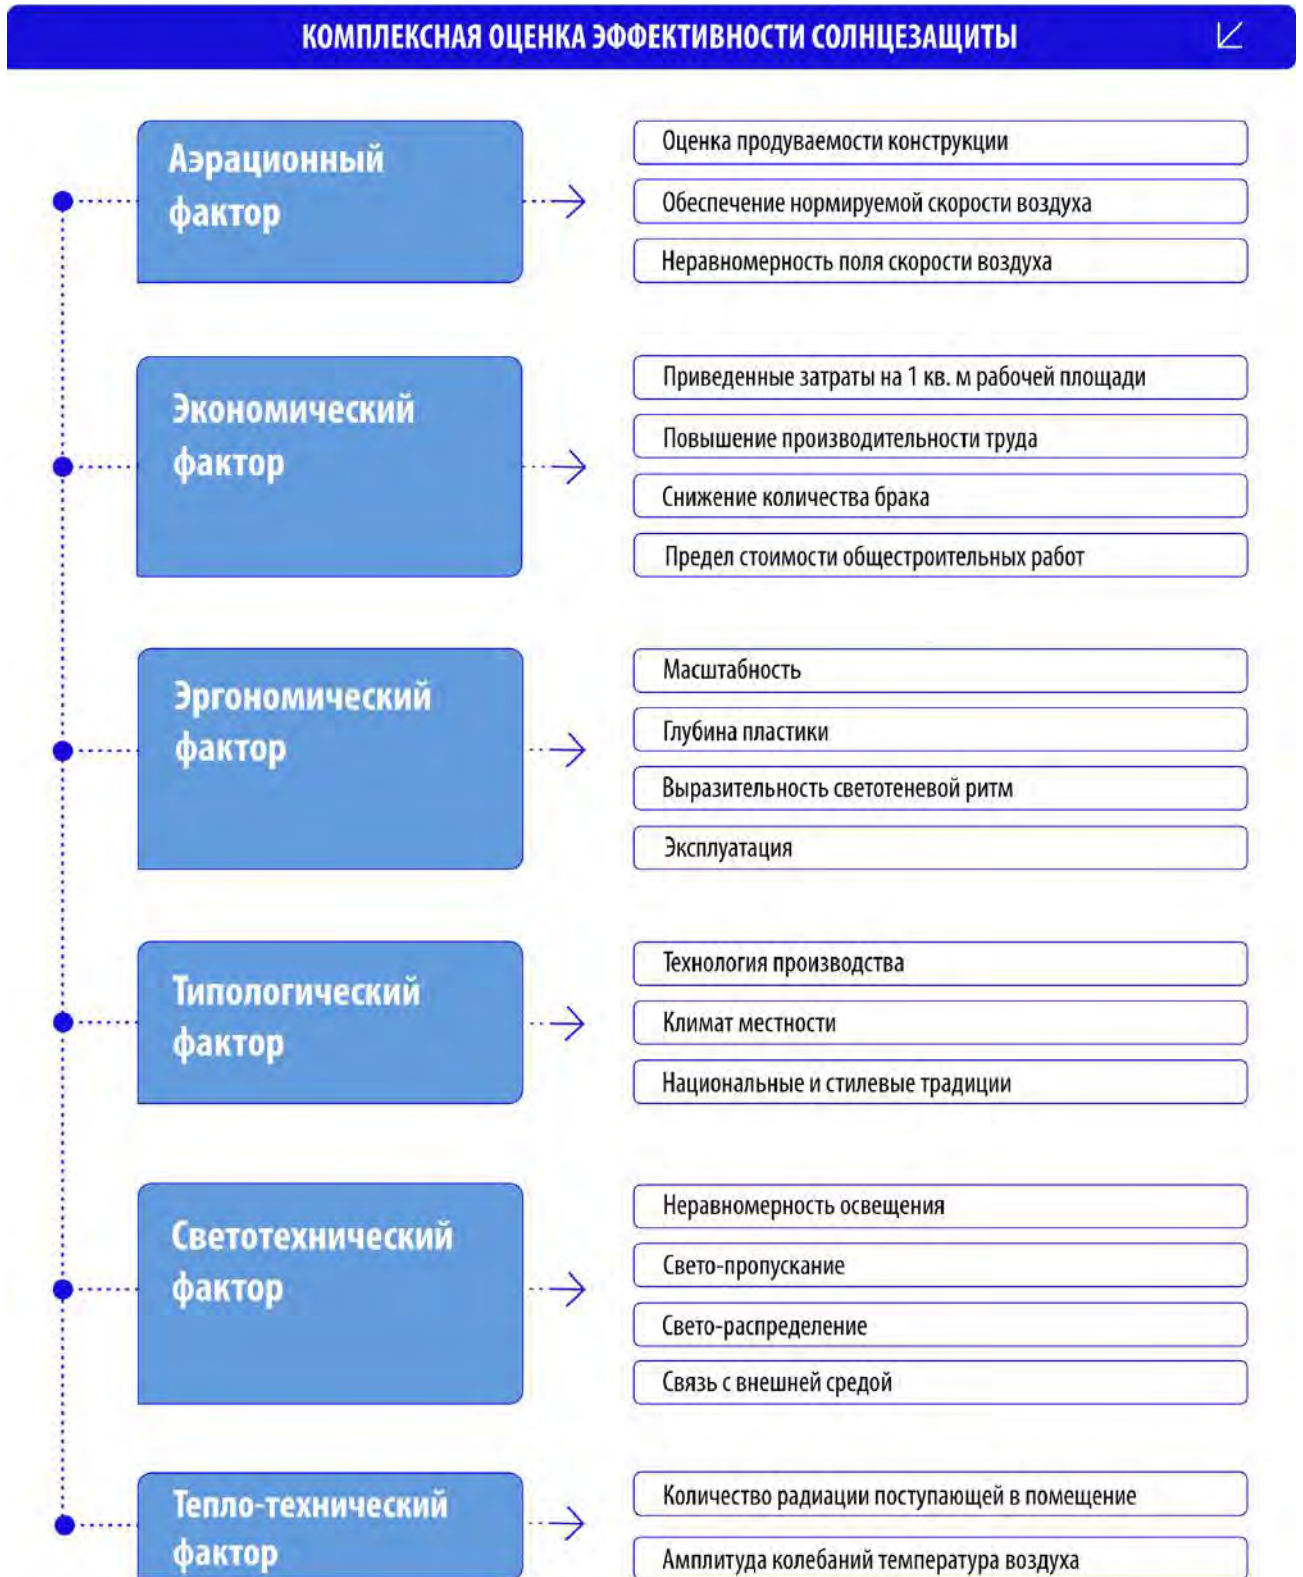 КОМПЛЕКСНАЯ ОЦЕНКА ЭФФЕКТИВНОСТИ СОЛНЦЕЗАЩИТЫ
Аэрационный
фактор
Оценка продуваемости конструкции
Обеспечение нормируемой скорости воздуха
Неравномерность поля скорости воздуха
Экономический
фактор
Приведенные затраты на 1 кв. м рабочей площади
Повышение производительности труда
Снижение количества брака
Предел стоимости общестроительных работ
Эргономический
фактор
Масштабность
Глубина пластики
Выразительность светотеневой ритм
Эксплуатация
Типологический
фактор
Технология производства
Климат местности
Национальные и стилевые традиции
Светотехнический
фактор
Неравномерность освещения
Свето-пропускание
Свето-распределение
Связь с внешней средой
Тепло-технический
фактор
Количество радиации поступающей в помещение
Амплитуда колебаний температура воздуха